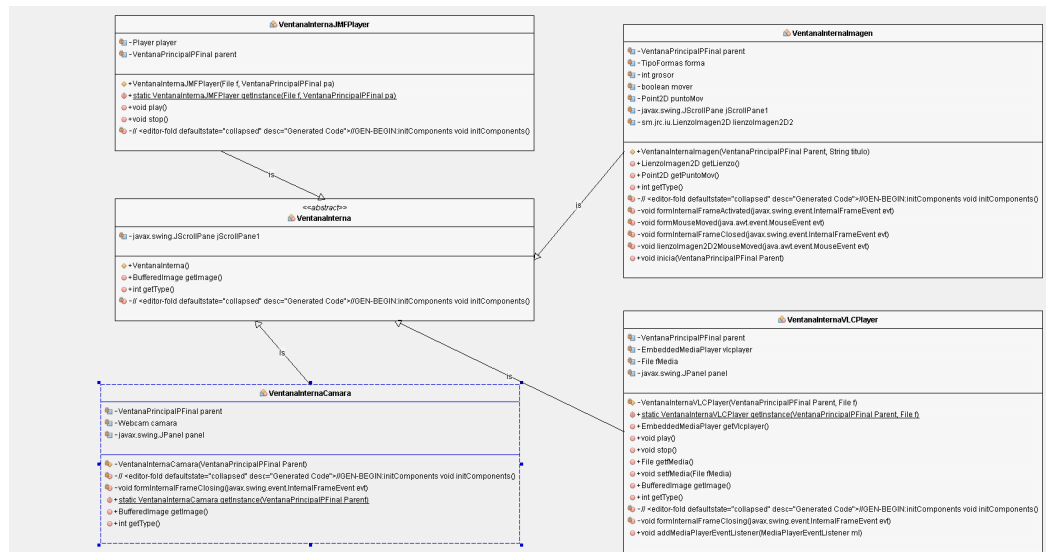 VentanaInternaJMFPlayer
-Player player
-VentanaPrincipalPFinal parent
+VentanaInternaJMFPlayer(File f, VentanaPrincipalPFinal pa)
+static VentanaInternaJMFPlayer getInstance(File f, VentanaPrincipalPFinal pa)
+void play()
+void stop()
-// <editor-fold defaultstate="collapsed" desc="Generated Code">//GEN-BEGIN:initComponents void initComponents()
is
<<abstract>>
VentanaInterna
-javax.swing.JScrollPane jScrollPane1
+VentanaInterna()
+BufferedImage getImage()
+int getType()
-// <editor-fold defaultstate="collapsed" desc="Generated Code">//GEN-BEGIN:initComponents void initComponents()
is
VentanaInternaCamara
-VentanaPrincipalPFinal parent
-Webcam camara
-javax.swing.JPanel panel
-VentanaInternaCamara(VentanaPrincipalPFinal Parent)
-// <editor-fold defaultstate="collapsed" desc="Generated Code">//GEN-BEGIN:initComponents void initComponents()
-void formInternalFrameClosing(javax.swing.event.InternalFrameEvent evt)
+static VentanaInternaCamara getInstance(VentanaPrincipalPFinal Parent)
+BufferedImage getImage()
+int getType()
VentanaInternaImagen
-VentanaPrincipalPFinal parent
-TipoFormas forma
-int grosor
-boolean mover
-Point2D puntoMov
-javax.swing.JScrollPane jScrollPane1
-sm.jrc.iu.LienzoImagen2D lienzoImagen2D2
+VentanaInternaImagen(VentanaPrincipalPFinal Parent, String titulo)
+LienzoImagen2D getLienzo()
+Point2D getPuntoMov()
+int getType()
-// <editor-fold defaultstate="collapsed" desc="Generated Code">//GEN-BEGIN:initComponents void initComponents()
-void formInternalFrameActivated(javax.swing.event.InternalFrameEvent evt)
-void formMouseMoved(java.awt.event.MouseEvent evt)
-void formInternalFrameClosed(javax.swing.event.InternalFrameEvent evt)
-void lienzoImagen2D2MouseMoved(java.awt.event.MouseEvent evt)
+void inicia(VentanaPrincipalPFinal Parent)
is
VentanaInternaVLCPlayer
-VentanaPrincipalPFinal parent
-EmbeddedMediaPlayer vlcplayer
-File fMedia
-javax.swing.JPanel panel
-VentanaInternaVLCPlayer(VentanaPrincipalPFinal Parent, File f)
+static VentanaInternaVLCPlayer getInstance(VentanaPrincipalPFinal Parent, File f)
+EmbeddedMediaPlayer getVlcplayer()
+void play()
+void stop()
+File getMedia()
+void setMedia(File fMedia)
+BufferedImage getImage()
+int getType()
-// <editor-fold defaultstate="collapsed" desc="Generated Code">//GEN-BEGIN:initComponents void initComponents()
-void formInternalFrameClosing(javax.swing.event.InternalFrameEvent evt)
+void addMediaPlayerEventListener(MediaPlayerEventListener ml)
is